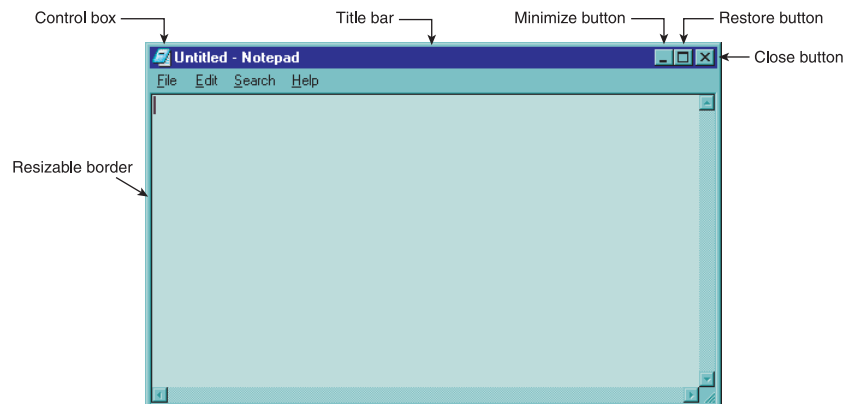 Control box
Title bar
Minimize button
Restore button
Untitled - Notepad
Close button
File Edit Search Help
Resizable border